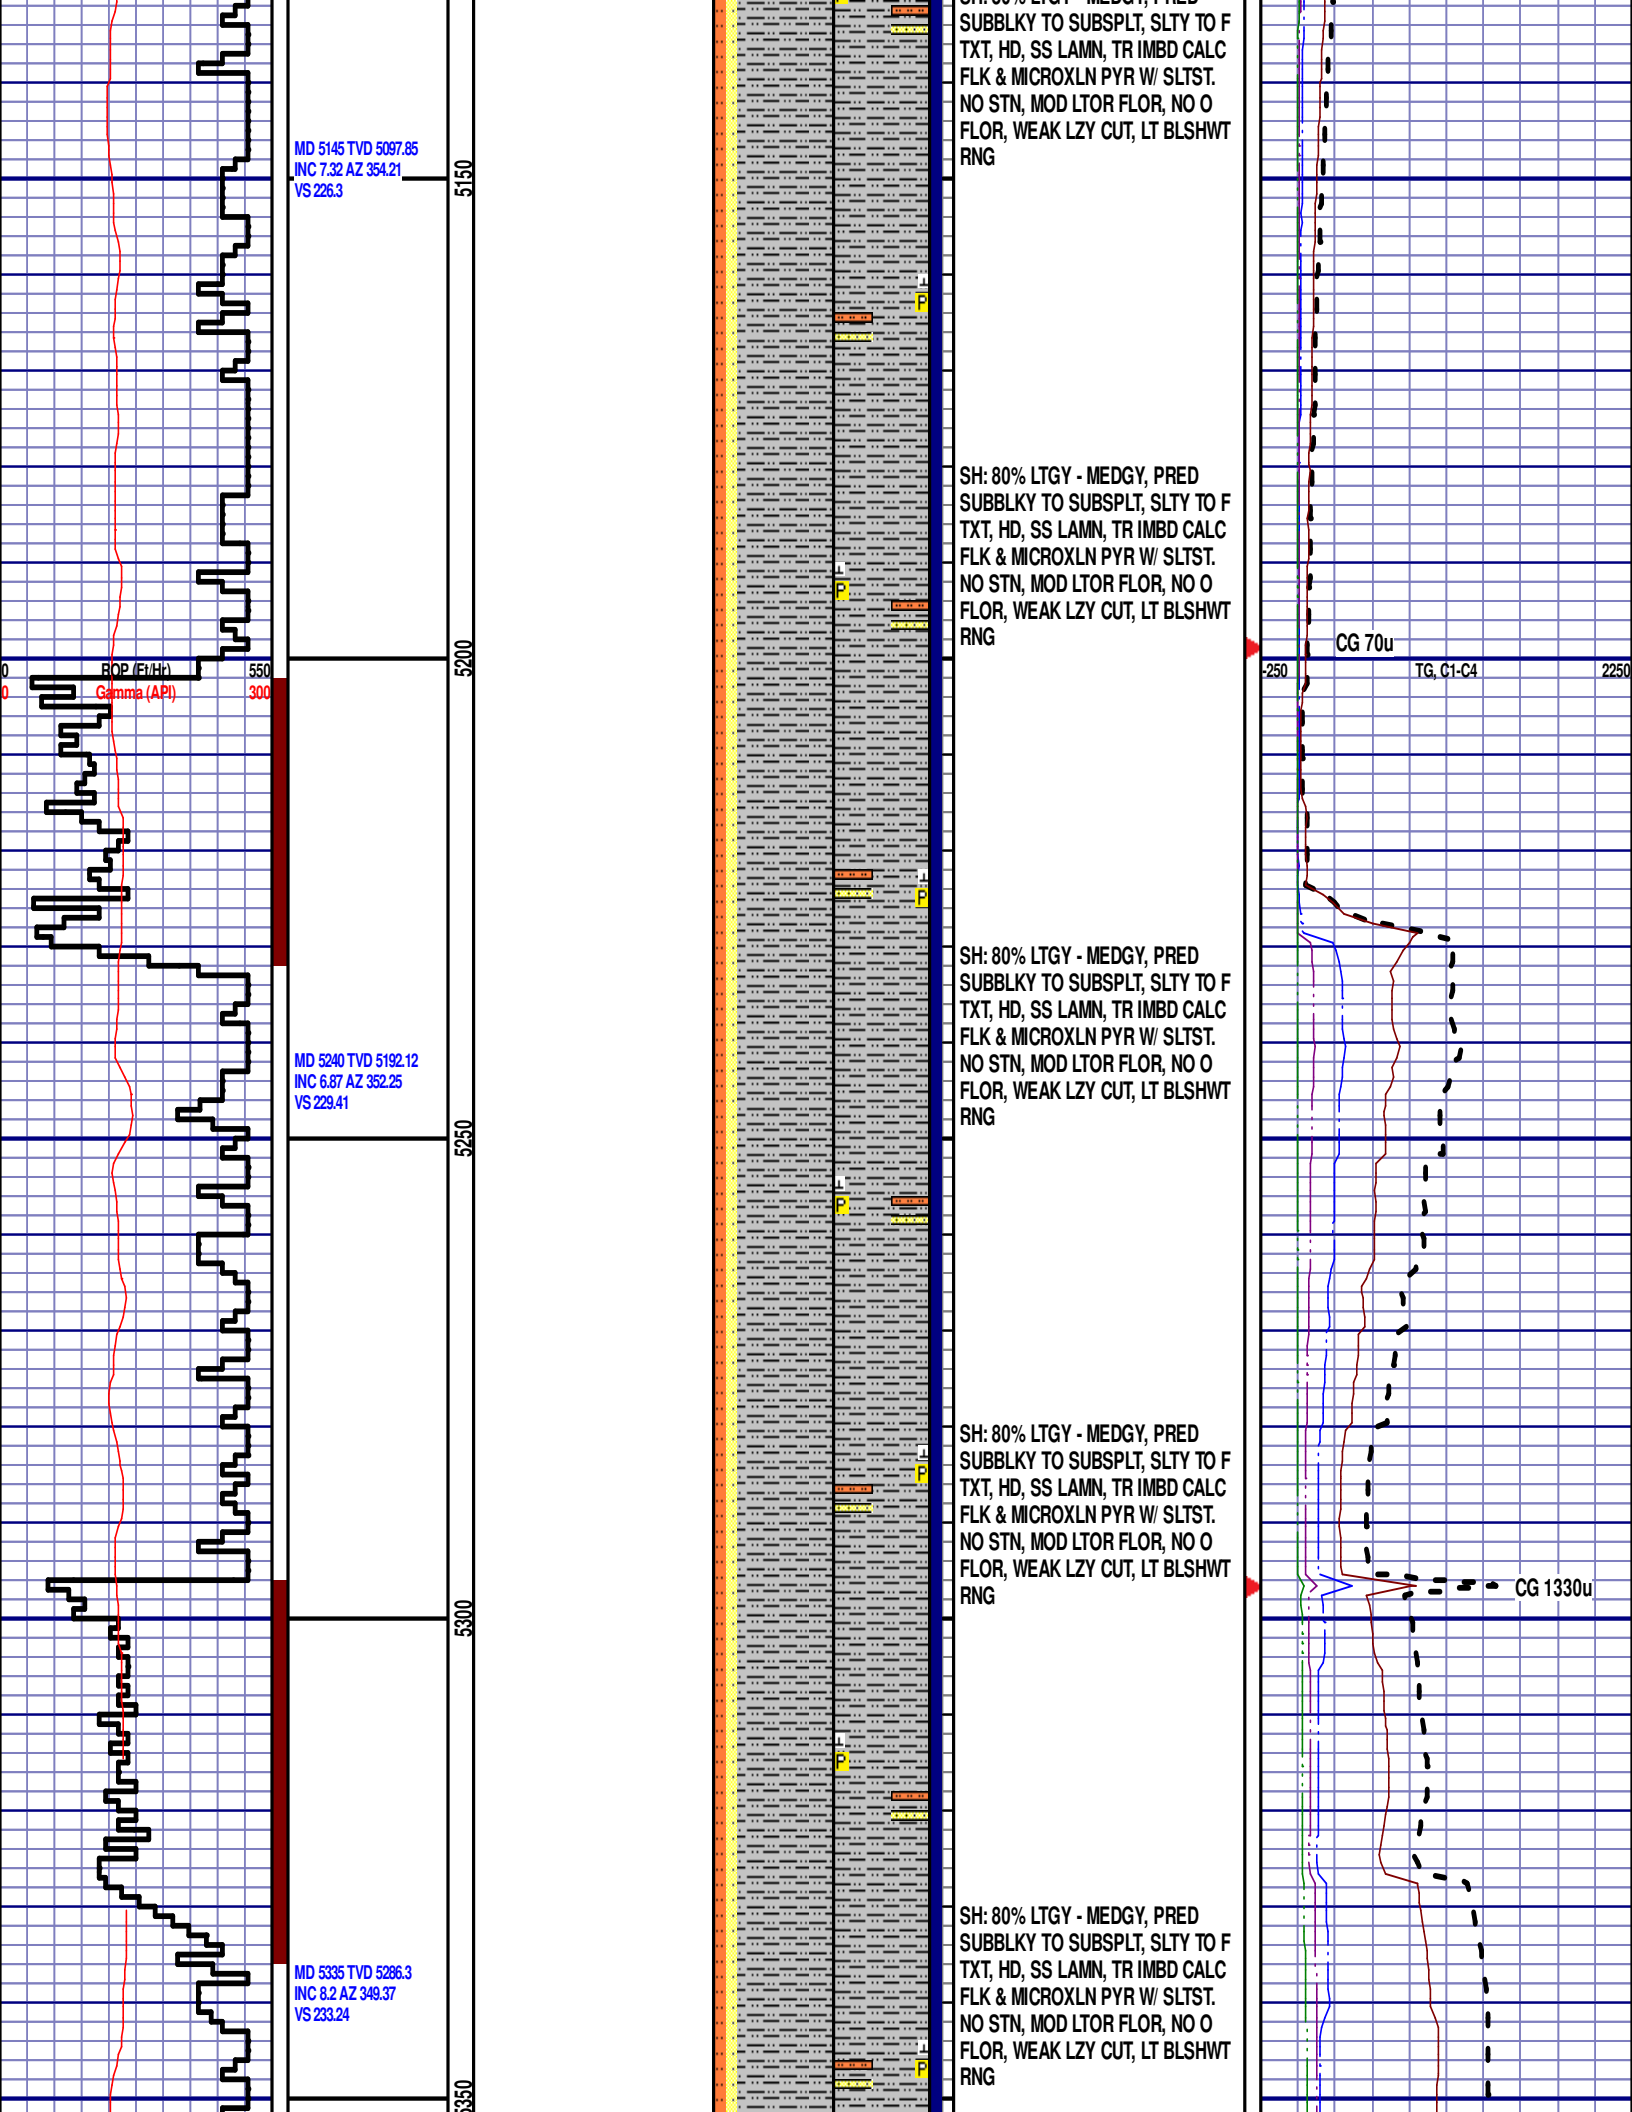 SUBBLKY TO SUBSPLT, SLTY TO F
TXT, HD, SS LAMN, TR IMBD CALC
FLK & MICROXLN PYR W/ SLTST.
NO STN, MOD LTOR FLOR, NO O
FLOR, WEAK LZY CUT, LT BLSHWT
RNG
MD 5145 TVD 5097.85
INC 7.32 AZ 354.21
VS 226.3
5150
P
SH: 80% LTGY - MEDGY, PRED
SUBBLKY TO SUBSPLT, SLTY TO F
TXT, HD, SS LAMN, TR IMBD CALC
FLK & MICROXLN PYR W/ SLTST.
NO STN, MOD LTOR FLOR, NO O
FLOR, WEAK LZY CUT, LT BLSHWT
RNG
P
CG 70u
5200
0 ROP (Ft/Hr) 550
0 Gamma (API) 300
-250 TG, C1-C4 2250
P
SH: 80% LTGY - MEDGY, PRED
SUBBLKY TO SUBSPLT, SLTY TO F
TXT, HD, SS LAMN, TR IMBD CALC
FLK & MICROXLN PYR W/ SLTST.
NO STN, MOD LTOR FLOR, NO O
FLOR, WEAK LZY CUT, LT BLSHWT
RNG
MD 5240 TVD 5192.12
INC 6.87 AZ 352.25
VS 229.41
5250
P
SH: 80% LTGY - MEDGY, PRED
SUBBLKY TO SUBSPLT, SLTY TO F
TXT, HD, SS LAMN, TR IMBD CALC
FLK & MICROXLN PYR W/ SLTST.
NO STN, MOD LTOR FLOR, NO O
FLOR, WEAK LZY CUT, LT BLSHWT
RNG
P
CG 1330u
5300
P
SH: 80% LTGY - MEDGY, PRED
SUBBLKY TO SUBSPLT, SLTY TO F
TXT, HD, SS LAMN, TR IMBD CALC
FLK & MICROXLN PYR W/ SLTST.
NO STN, MOD LTOR FLOR, NO O
FLOR, WEAK LZY CUT, LT BLSHWT
RNG
MD 5335 TVD 5286.3
INC 8.2 AZ 349.37
VS 233.24
P